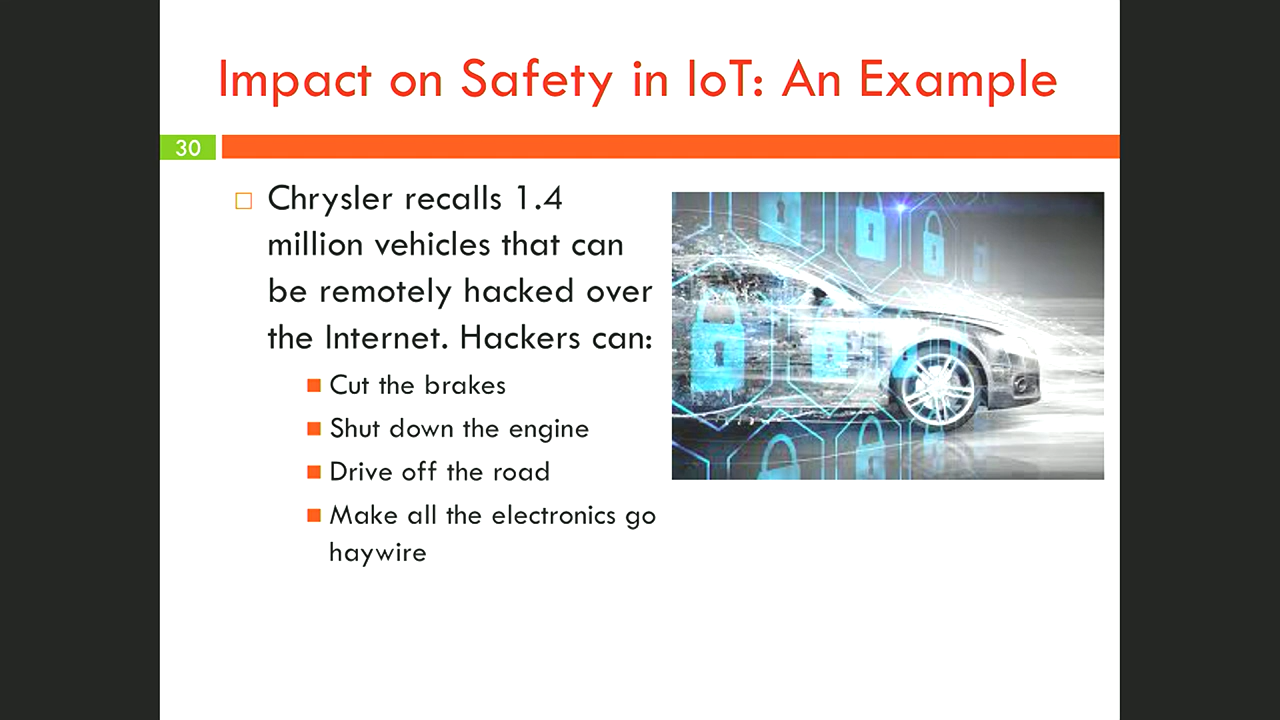 Impact on Safety in IoT: An Example
30
Chrysler recalls 1.4
million vehicles that can
be remotely hacked over
the Internet. Hackers can:
Cut the brakes
Shut down the engine
Drive off the road
Make all the electronics go
haywire